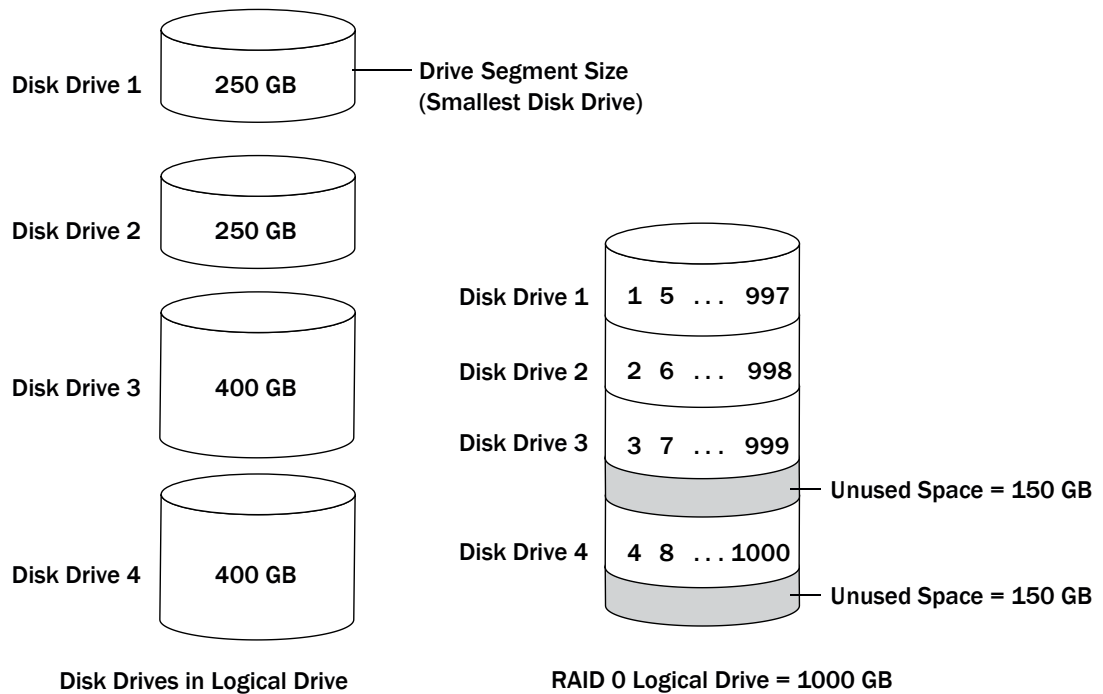 Disk Drive 1
250 GB
Drive Segment Size
(Smallest Disk Drive)
Disk Drive 2
250 GB
Disk Drive 3
400 GB
Disk Drive 4
400 GB
Disk Drives in Logical Drive
Disk Drive 1
1 5 ... 997
Disk Drive 2
2 6 ... 998
Disk Drive 3
3 7 ... 999
Unused Space = 150 GB
Disk Drive 4
4 8 ... 1000
Unused Space = 150 GB
RAID 0 Logical Drive = 1000 GB